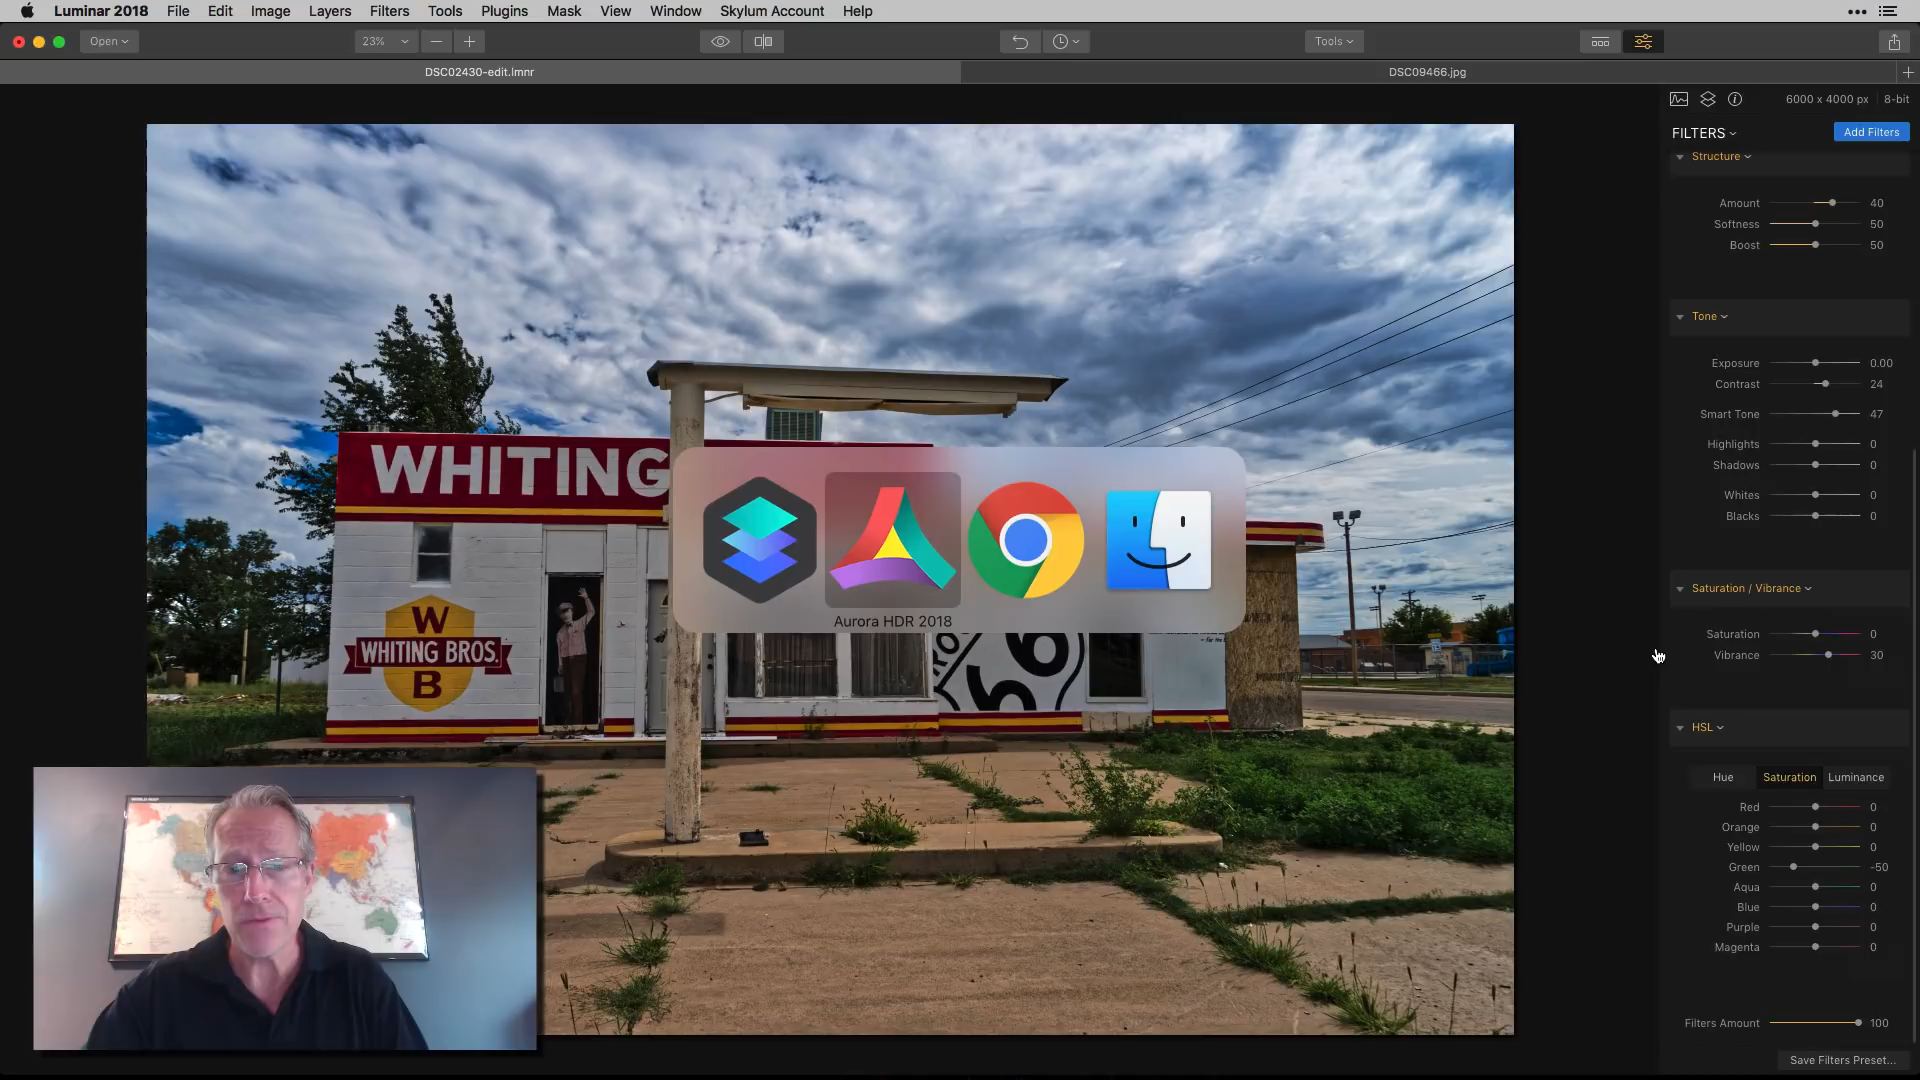 Luminar 2018 File Edit Image Layers Filters Tools Plugins Mask View Window Skylum Account Help
Open 23% Tools
DSC02430-edit.lmnr DSC09466.jpg
6000 x 4000 px 8-bit
FILTERS Add Filters
Structure
Amount 40
Softness 50
Boost 50
Tone
Exposure 0.00
Contrast 24
Smart Tone 47
Highlights 0
Shadows 0
Whites 0
Blacks 0
Saturation / Vibrance
Saturation 0
Vibrance 30
HSL
Hue Saturation Luminance
Red 0
Orange 0
Yellow 0
Green -50
Aqua 0
Blue 0
Purple 0
Magenta 0
Filters Amount 100
Save Filters Preset...
WHITING
W
WHITING BROS.
B
66
Aurora HDR 2018
WORLD MAP